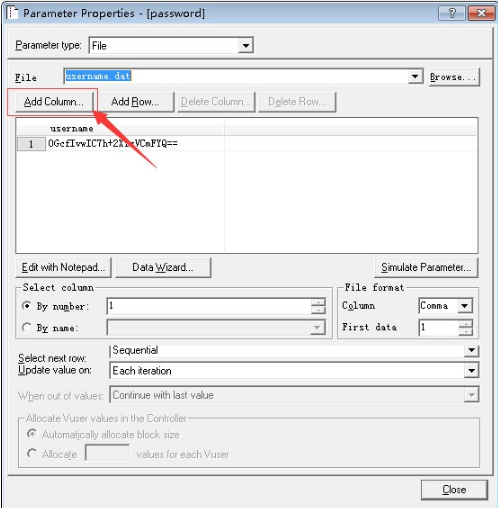 Parameter Properties - [password]
Parameter type: File
File username.dat Browse...
Add Column... Add Row... Delete Column... Delete Row...
username
1 OGcfIvwIC7h+2X
Edit with Notepad... Data Wizard... Simulate Parameter...
Select column File format
By number: 1 Column Comma
By name: First data 1
Select next row: Sequential
Update value on: Each iteration
When out of values: Continue with last value
Allocate Vuser values in the Controller
Automatically allocate block size
Allocate values for each Vuser
Close